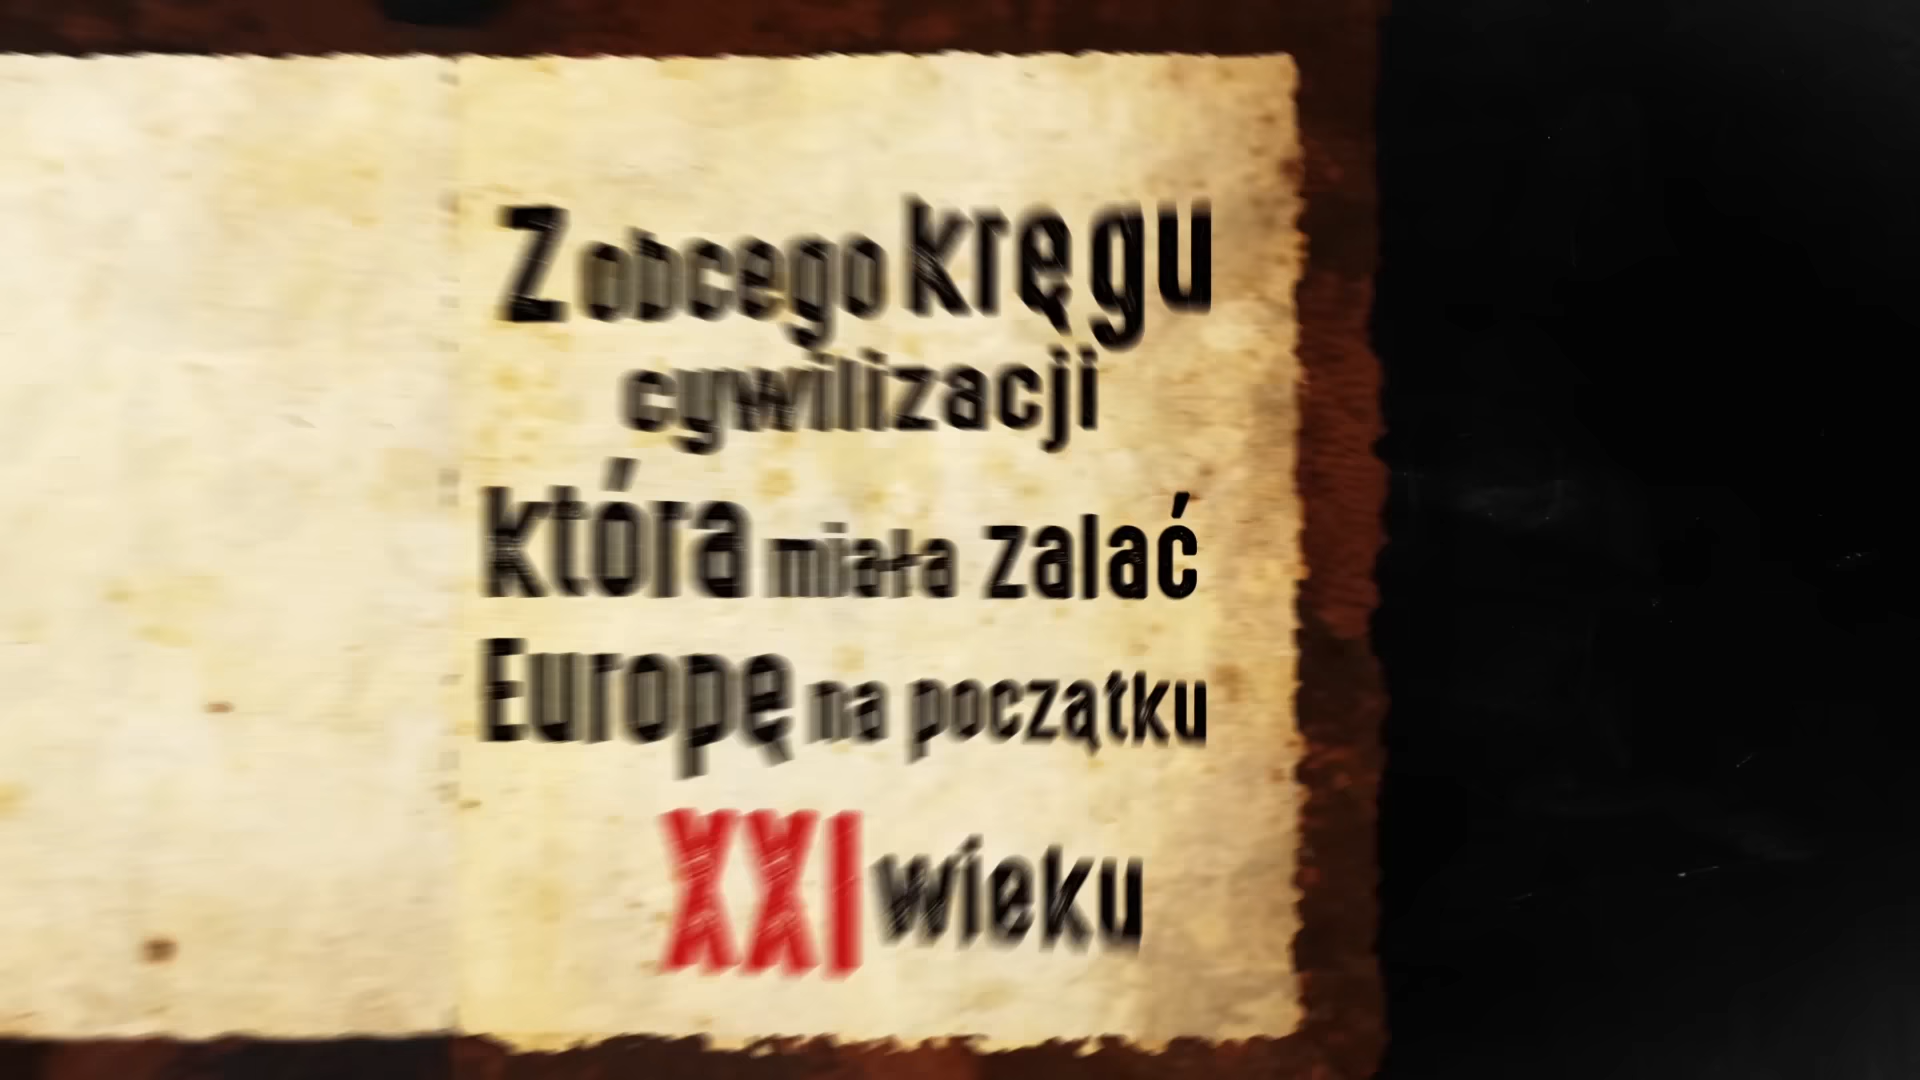 Z obcego kręgu
cywilizacji
która miała zalać
Europę na początku
XXI wieku